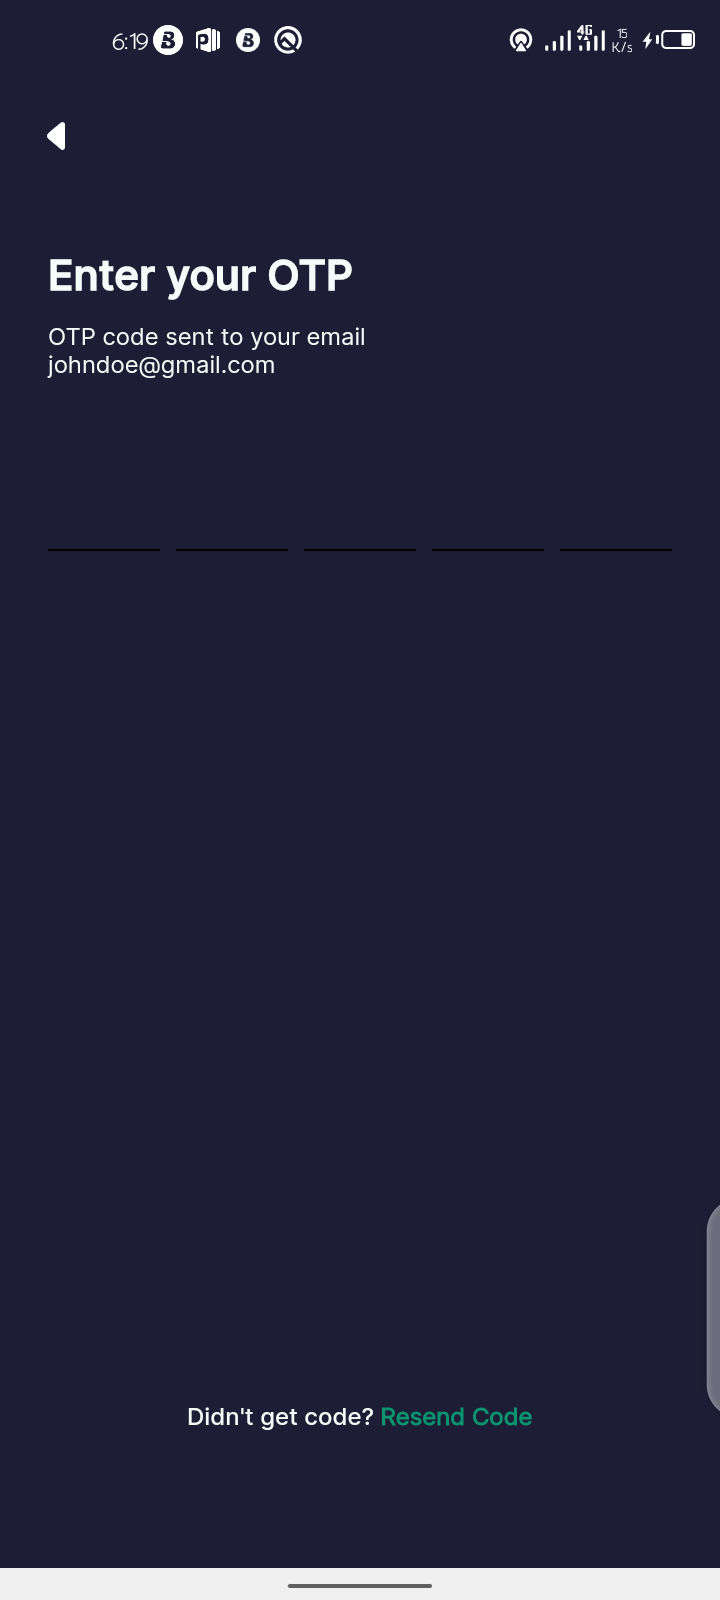 6:19
4G
15
K/s
Enter your OTP
OTP code sent to your email
johndoe@gmail.com
Didn't get code? Resend Code